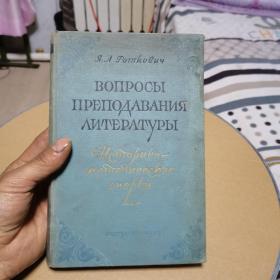 Я. А. Роткович
ВОПРОСЫ
ПРЕПОДАВАНИЯ
ЛИТЕРАТУРЫ
Историко-
методические
очерки